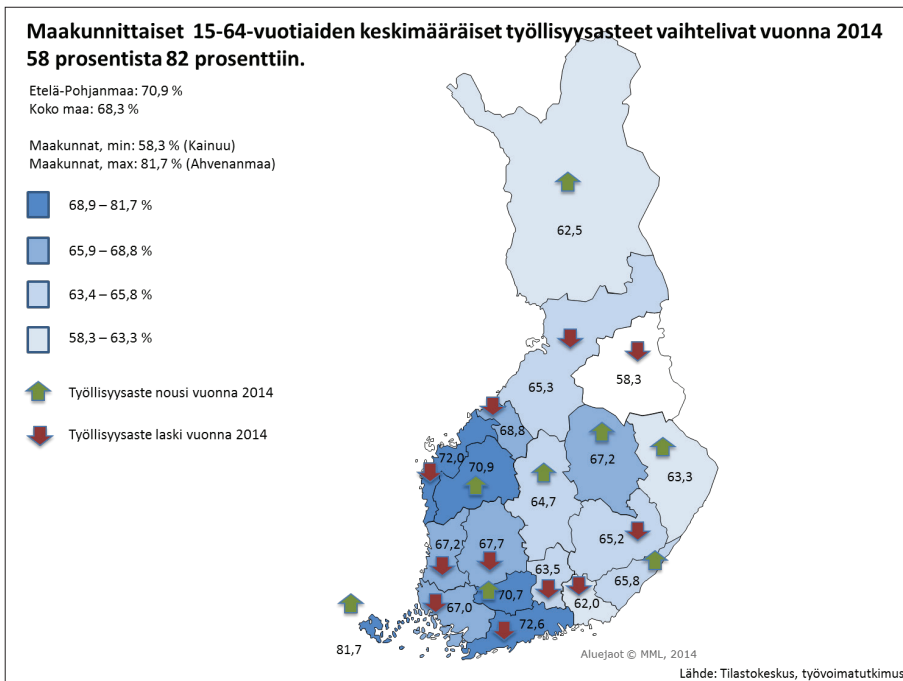 Maakunnittaiset 15-64-vuotiaiden keskimääräiset työllisyysasteet vaihtelivat vuonna 2014
58 prosentista 82 prosenttiin.
Etelä-Pohjanmaa: 70,9 %
Koko maa: 68,3 %
Maakunnat, min: 58,3 % (Kainuu)
Maakunnat, max: 81,7 % (Ahvenanmaa)
68,9 – 81,7 %
65,9 – 68,8 %
63,4 – 65,8 %
58,3 – 63,3 %
Työllisyysaste nousi vuonna 2014
Työllisyysaste laski vuonna 2014
62,5
58,3
65,3
68,8
72,0
70,9
67,2
63,3
64,7
65,2
67,2
67,7
63,5
65,8
70,7
62,0
67,0
72,6
81,7
Aluejaot © MML, 2014
Lähde: Tilastokeskus, työvoimatutkimus